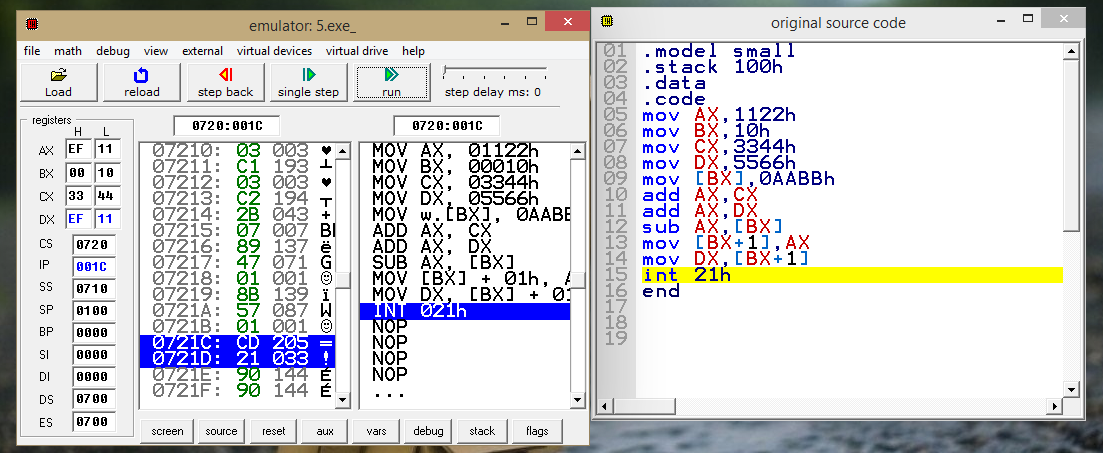 emulator: 5.exe_
file math debug view external virtual devices virtual drive help
Load reload step back single step run step delay ms: 0
registers
H L
AX EF 11
BX 00 10
CX 33 44
DX EF 11
CS 0720
IP 001C
SS 0710
SP 0100
BP 0000
SI 0000
DI 0000
DS 0700
ES 0700
0720:001C
07210: 03 003 ♥
07211: C1 193 ┴
07212: 03 003 ♥
07213: C2 194 ┬
07214: 2B 043 +
07215: 07 007
07216: 89 137 ë
07217: 47 071 G
07218: 01 001 ☺
07219: 8B 139 ï
0721A: 57 087 W
0721B: 01 001 ☺
0721C: CD 205 =
0721D: 21 033 !
0721E: 90 144 É
0721F: 90 144 É
0720:001C
MOV AX, 01122h
MOV BX, 00010h
MOV CX, 03344h
MOV DX, 05566h
MOV w.[BX], 0AABB
ADD AX, CX
ADD AX, DX
SUB AX, [BX]
MOV [BX] + 01h, A
MOV DX, [BX] + 01
INT 021h
NOP
NOP
NOP
NOP
...
screen source reset aux vars debug stack flags
original source code
01 .model small
02 .stack 100h
03 .data
04 .code
05 mov AX,1122h
06 mov BX,10h
07 mov CX,3344h
08 mov DX,5566h
09 mov [BX],0AABBh
10 add AX,CX
11 add AX,DX
12 sub AX,[BX]
13 mov [BX+1],AX
14 mov DX,[BX+1]
15 int 21h
16 end
17
18
19